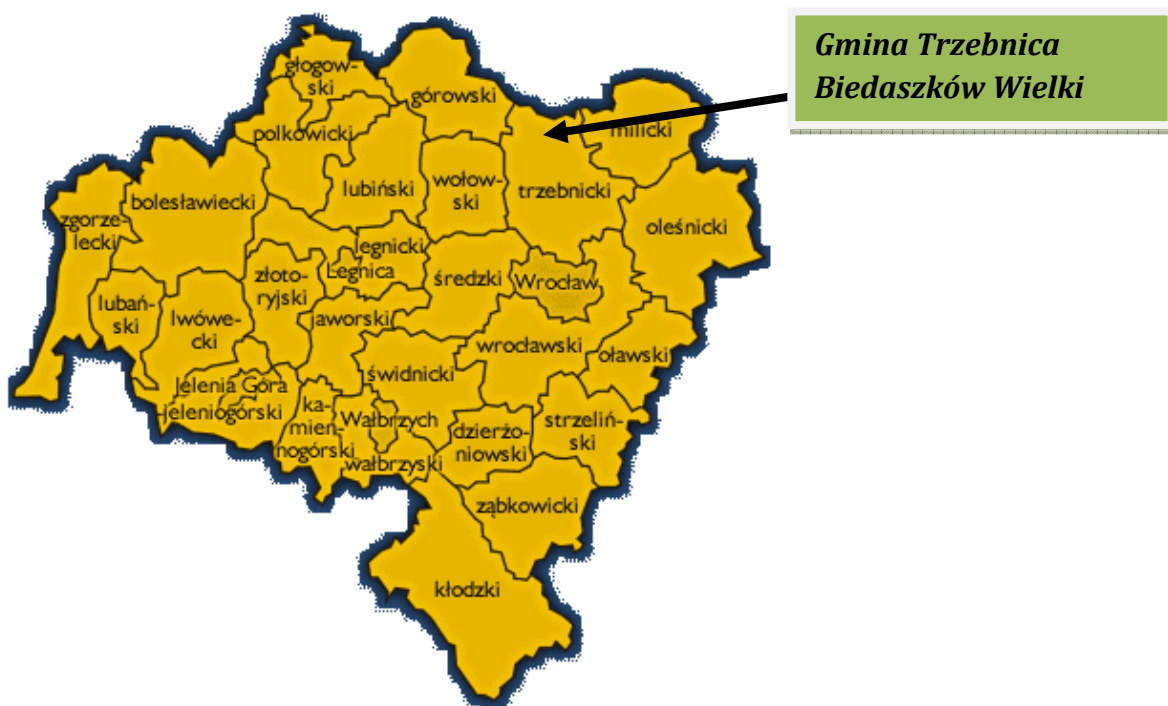 Gmina Trzebnica
Biedaszków Wielki
głogow-
ski
górowski
polkowicki
milicki
lubiński
wołow-
ski
trzebnicki
bolesławiecki
zgorze-
lecki
oleśnicki
legnicki
Legnica
złoto-
ryjski
średzki
Wrocław
lubań-
ski
lwówe-
cki
jaworski
wrocławski
oławski
świdnicki
Jelenia Góra
jeleniogórski
ka-
mien-
nogórski
Wałbrzych
wałbrzyski
dzierżo-
niowski
strzeliń-
ski
ząbkowicki
kłodzki